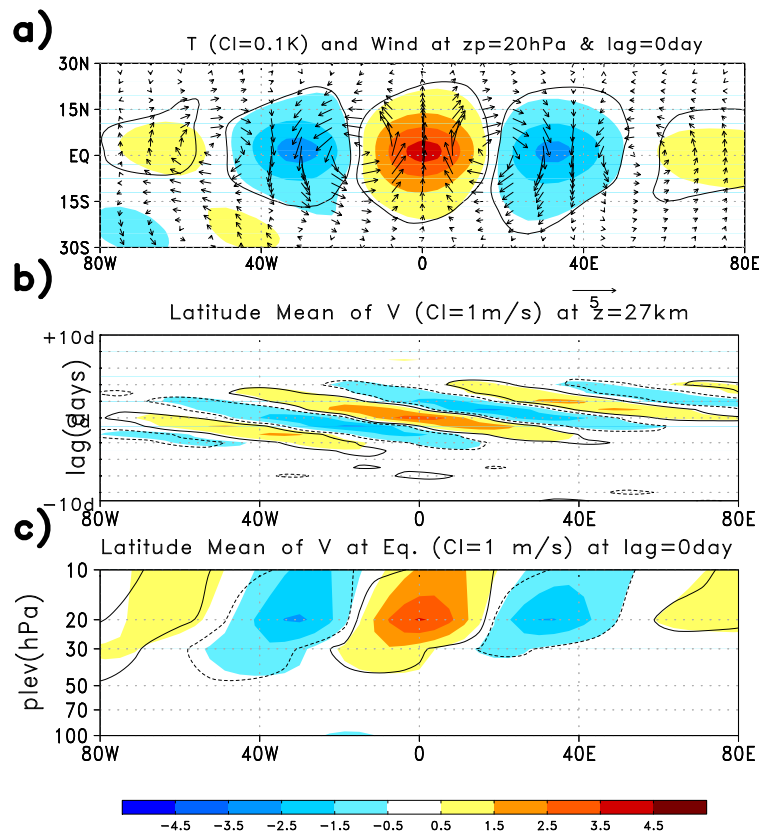 a)
T (CI=0.1K) and Wind at zp=20hPa & lag=0day
30N
15N
EQ
15S
30S
80W 40W 0 40E 80E
5
b)
Latitude Mean of V (CI=1m/s) at z=27km
+10d
lag(days)
-10d
80W 40W 0 40E 80E
c)
Latitude Mean of V at Eq. (CI=1 m/s) at lag=0day
10
20
30
50
70
100
plev(hPa)
80W 40W 0 40E 80E
-4.5 -3.5 -2.5 -1.5 -0.5 0.5 1.5 2.5 3.5 4.5